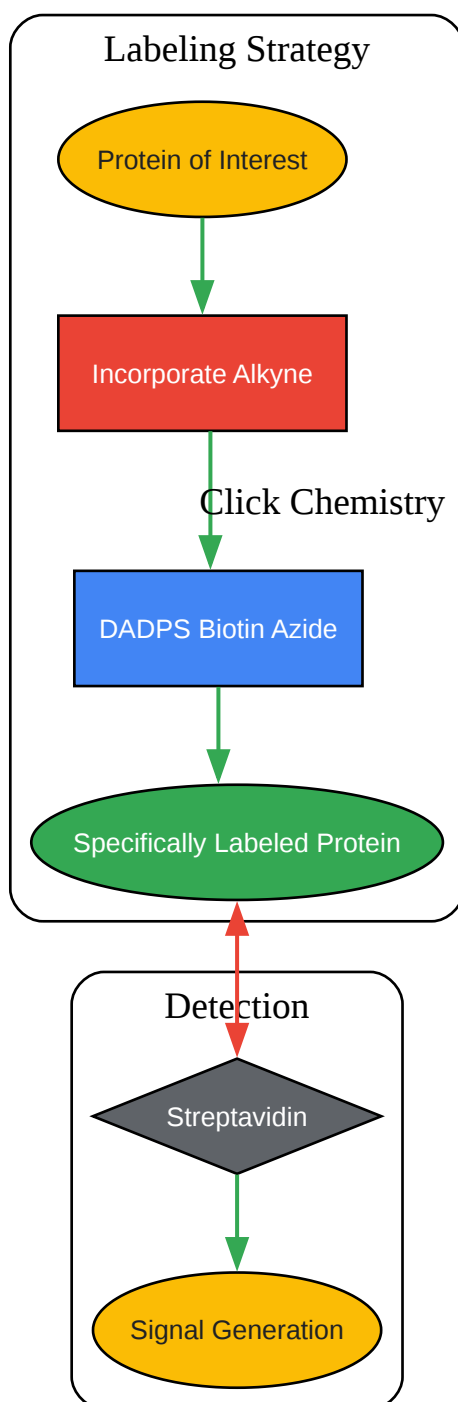 Labeling Strategy
Protein of Interest
Incorporate Alkyne
Click Chemistry
DADPS Biotin Azide
Specifically Labeled Protein
Detection
Streptavidin
Signal Generation